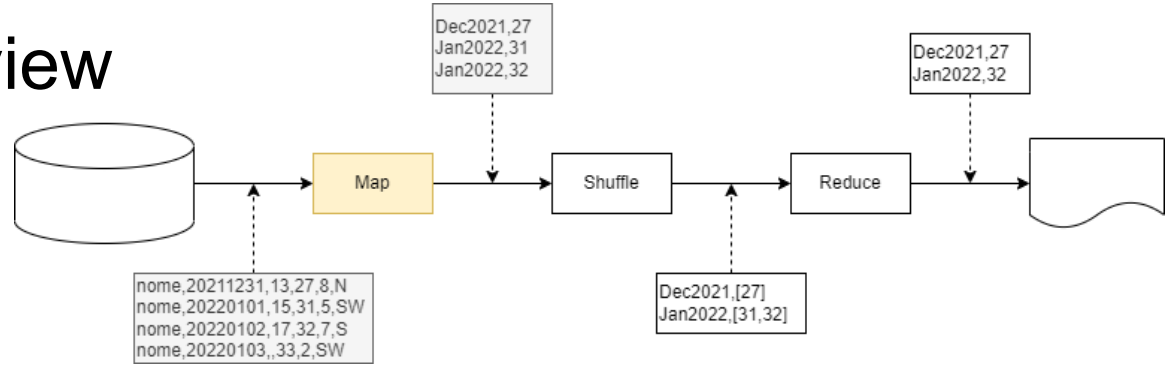 view
Dec2021,27
Jan2022,31
Jan2022,32
Dec2021,27
Jan2022,32
Map
Shuffle
Reduce
nome,20211231,13,27,8,N
nome,20220101,15,31,5,SW
nome,20220102,17,32,7,S
nome,20220103,,33,2,SW
Dec2021,[27]
Jan2022,[31,32]